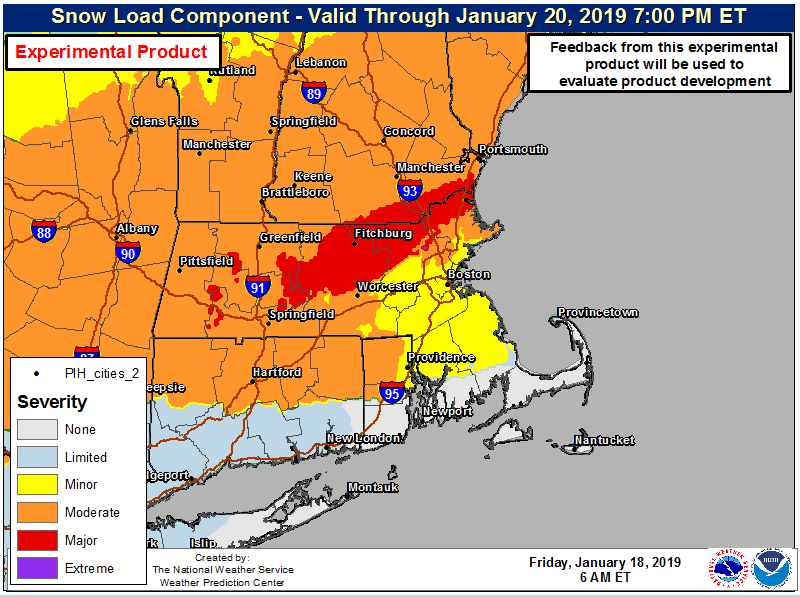 Snow Load Component - Valid Through January 20, 2019 7:00 PM ET
Experimental Product
Feedback from this experimental
product will be used to
evaluate product development
Rutland
Lebanon
89
Glens Falls
Springfield
Concord
Manchester
Portsmouth
Manchester
Keene
93
Brattleboro
88
Albany
90
Greenfield
Fitchburg
Pittsfield
91
Boston
Worcester
Springfield
Provincetown
Providence
Hartford
eepsie
95
Newport
New London
Nantucket
geport
Montauk
rk
Islip
PIH_cities_2
Severity
None
Limited
Minor
Moderate
Major
Extreme
Created by:
The National Weather Service
Weather Prediction Center
Friday, January 18, 2019
6 AM ET